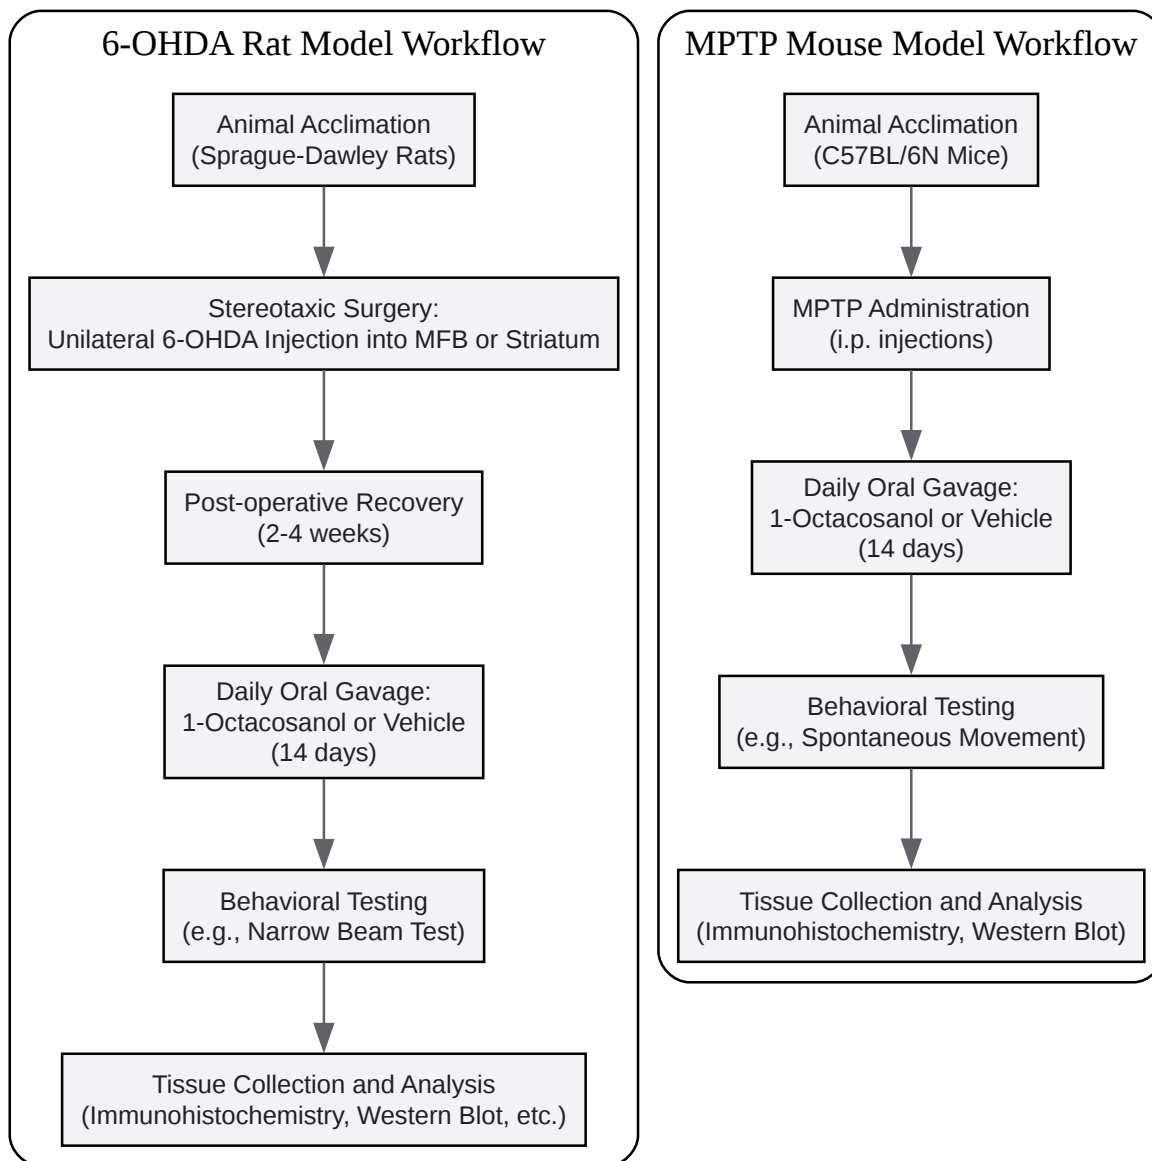 6-OHDA Rat Model Workflow
Animal Acclimation
(Sprague-Dawley Rats)
Stereotaxic Surgery:
Unilateral 6-OHDA Injection into MFB or Striatum
Post-operative Recovery
(2-4 weeks)
Daily Oral Gavage:
1-Octacosanol or Vehicle
(14 days)
Behavioral Testing
(e.g., Narrow Beam Test)
Tissue Collection and Analysis
(Immunohistochemistry, Western Blot, etc.)
MPTP Mouse Model Workflow
Animal Acclimation
(C57BL/6N Mice)
MPTP Administration
(i.p. injections)
Daily Oral Gavage:
1-Octacosanol or Vehicle
(14 days)
Behavioral Testing
(e.g., Spontaneous Movement)
Tissue Collection and Analysis
(Immunohistochemistry, Western Blot)